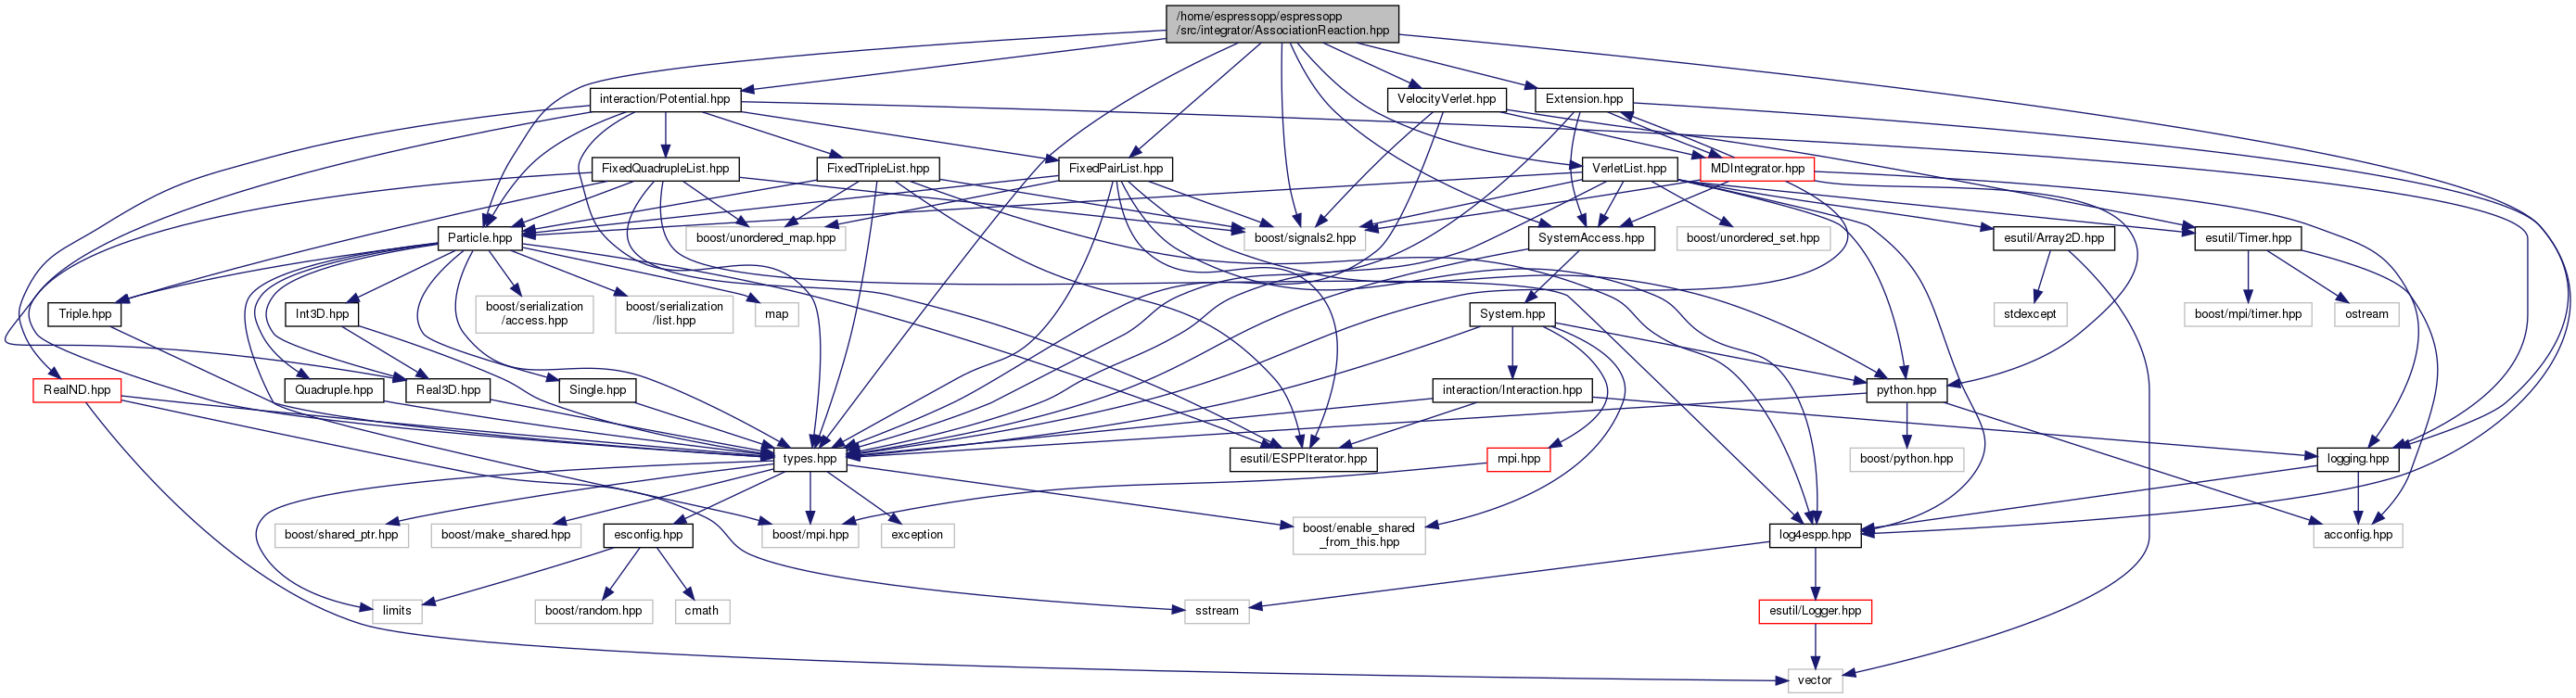 /home/espressopp/espressopp
/src/integrator/AssociationReaction.hpp
interaction/Potential.hpp
VelocityVerlet.hpp
Extension.hpp
FixedQuadrupleList.hpp
FixedTripleList.hpp
FixedPairList.hpp
VerletList.hpp
MDIntegrator.hpp
Particle.hpp
boost/unordered_map.hpp
boost/signals2.hpp
SystemAccess.hpp
boost/unordered_set.hpp
esutil/Array2D.hpp
esutil/Timer.hpp
Triple.hpp
Int3D.hpp
boost/serialization
/access.hpp
boost/serialization
/list.hpp
map
System.hpp
stdexcept
boost/mpi/timer.hpp
ostream
RealND.hpp
Quadruple.hpp
Real3D.hpp
Single.hpp
interaction/Interaction.hpp
python.hpp
types.hpp
esutil/ESPPIterator.hpp
mpi.hpp
boost/python.hpp
logging.hpp
boost/shared_ptr.hpp
boost/make_shared.hpp
esconfig.hpp
boost/mpi.hpp
exception
boost/enable_shared
_from_this.hpp
log4espp.hpp
acconfig.hpp
limits
boost/random.hpp
cmath
sstream
esutil/Logger.hpp
vector